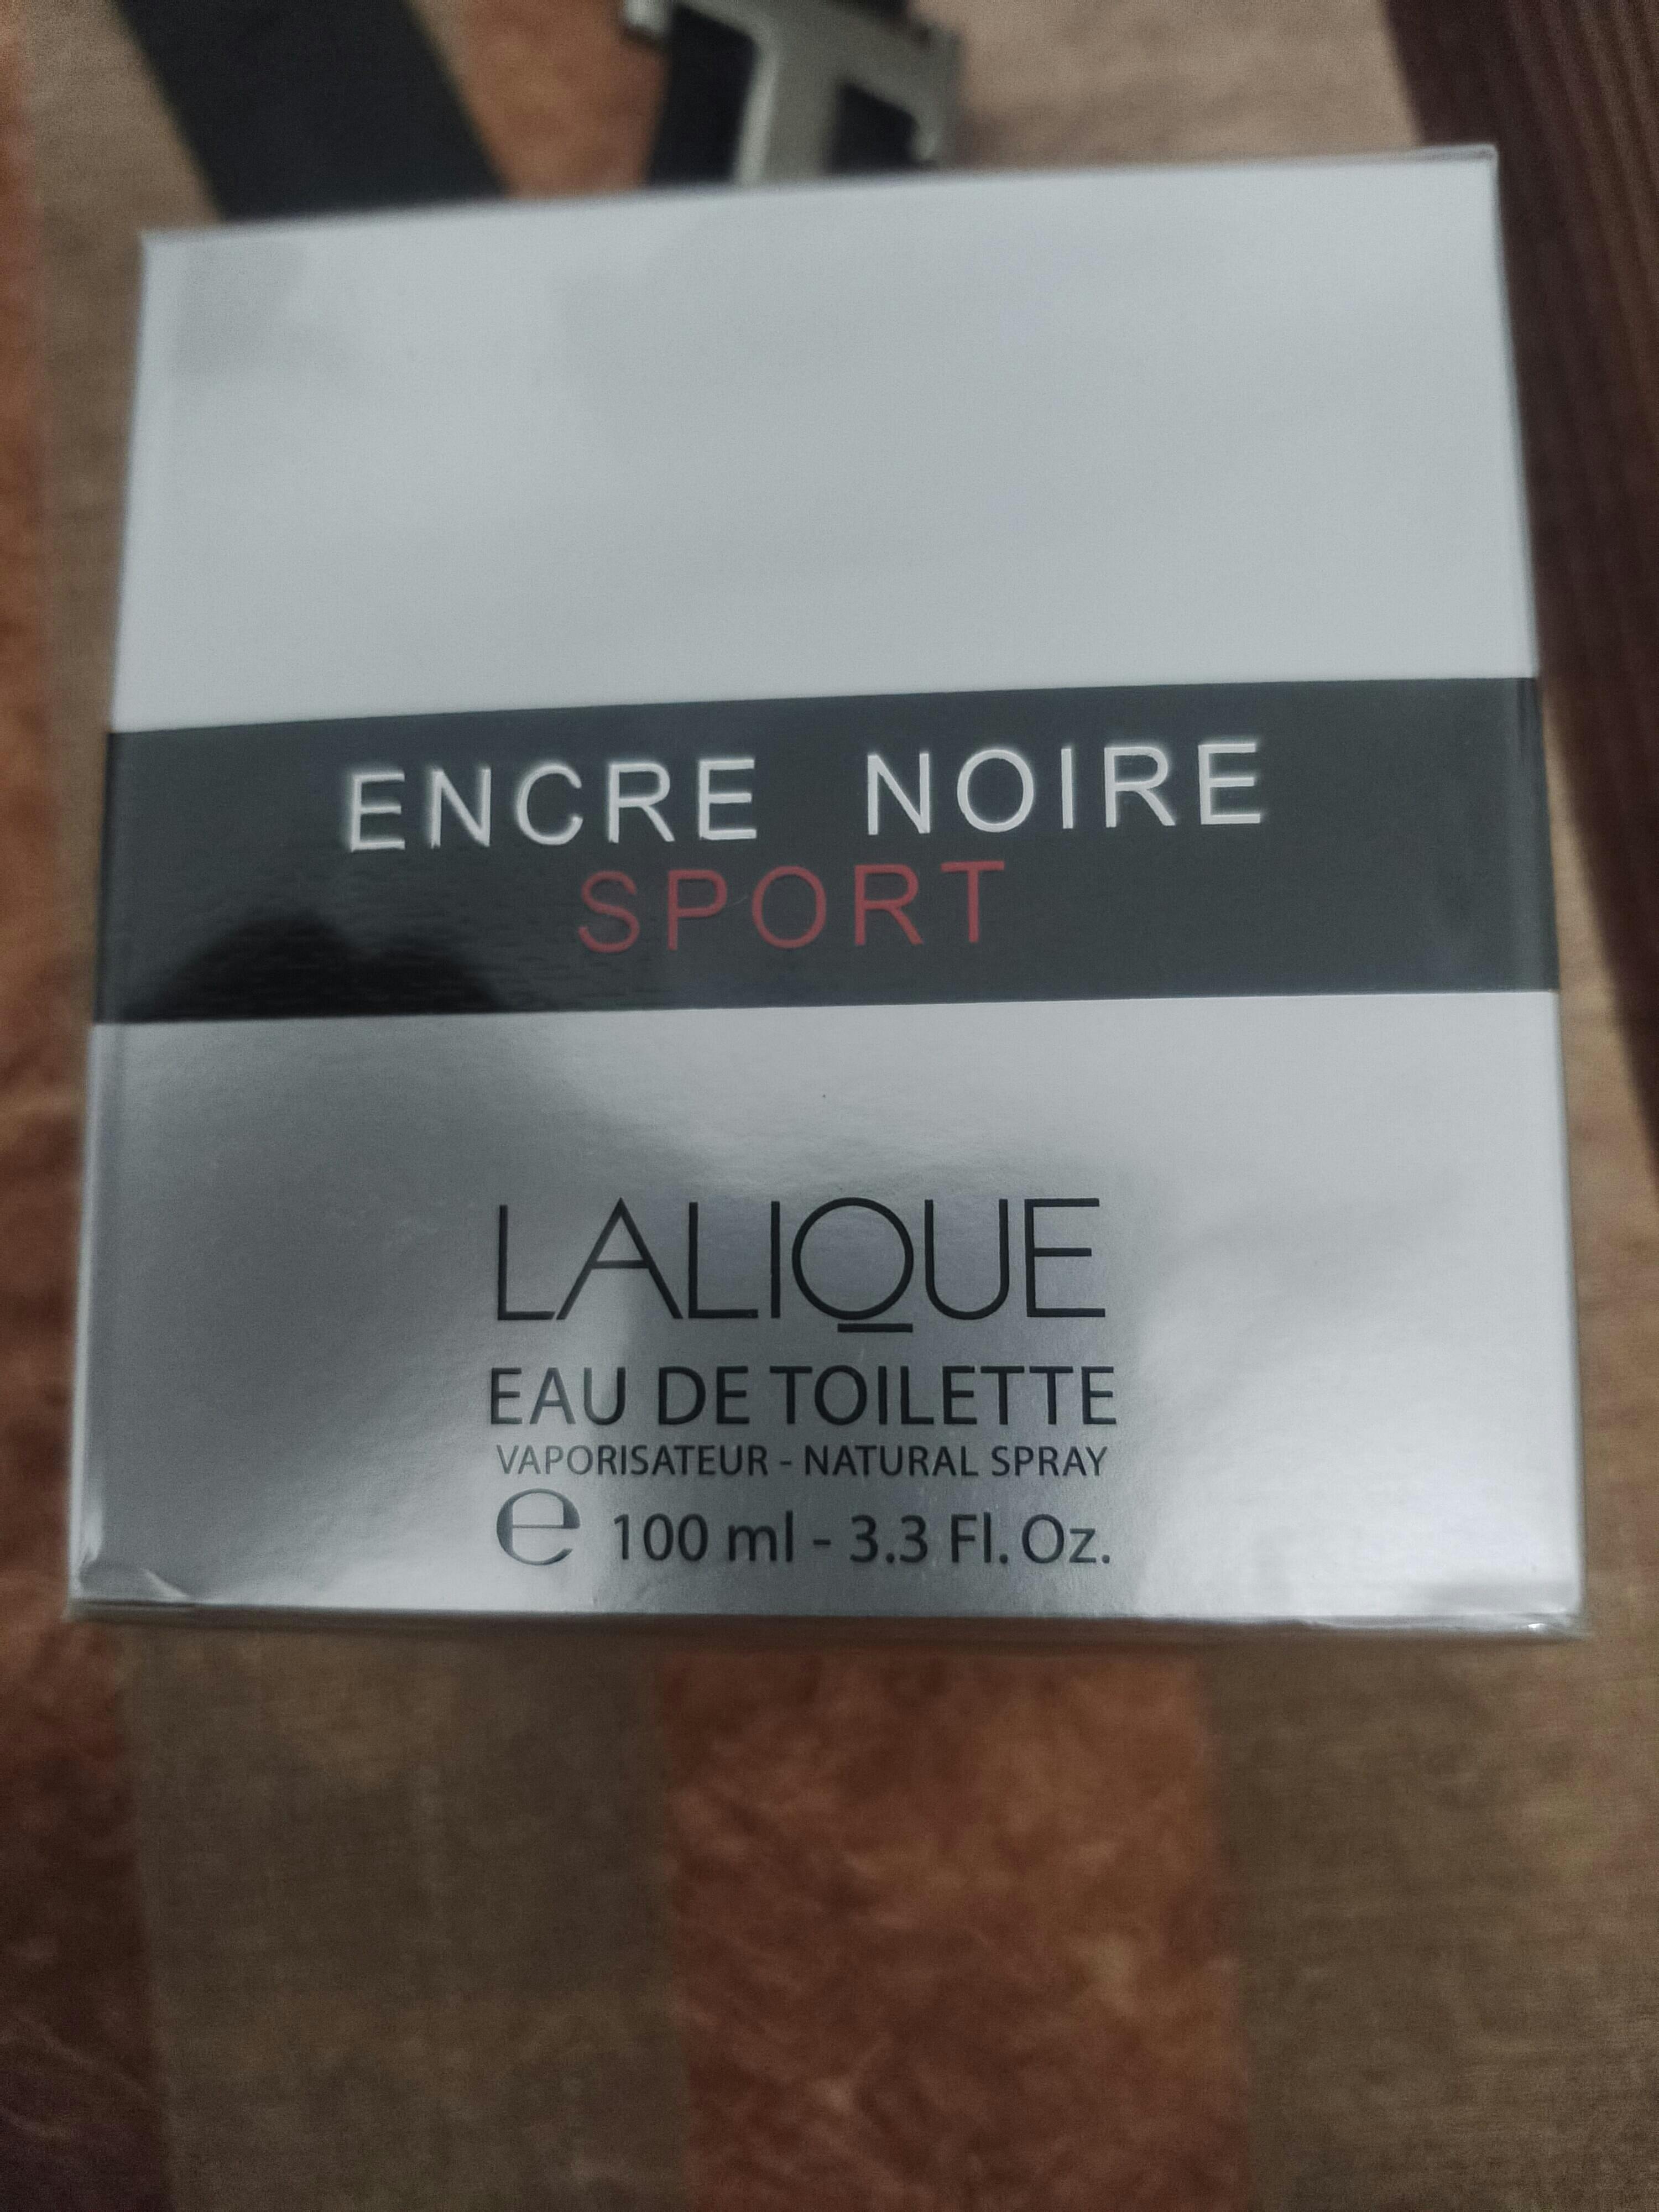 ENCRE NOIRE
SPORT
LALIQUE
EAU DE TOILETTE
VAPORISATEUR - NATURAL SPRAY
℮ 100 ml - 3.3 Fl. Oz.